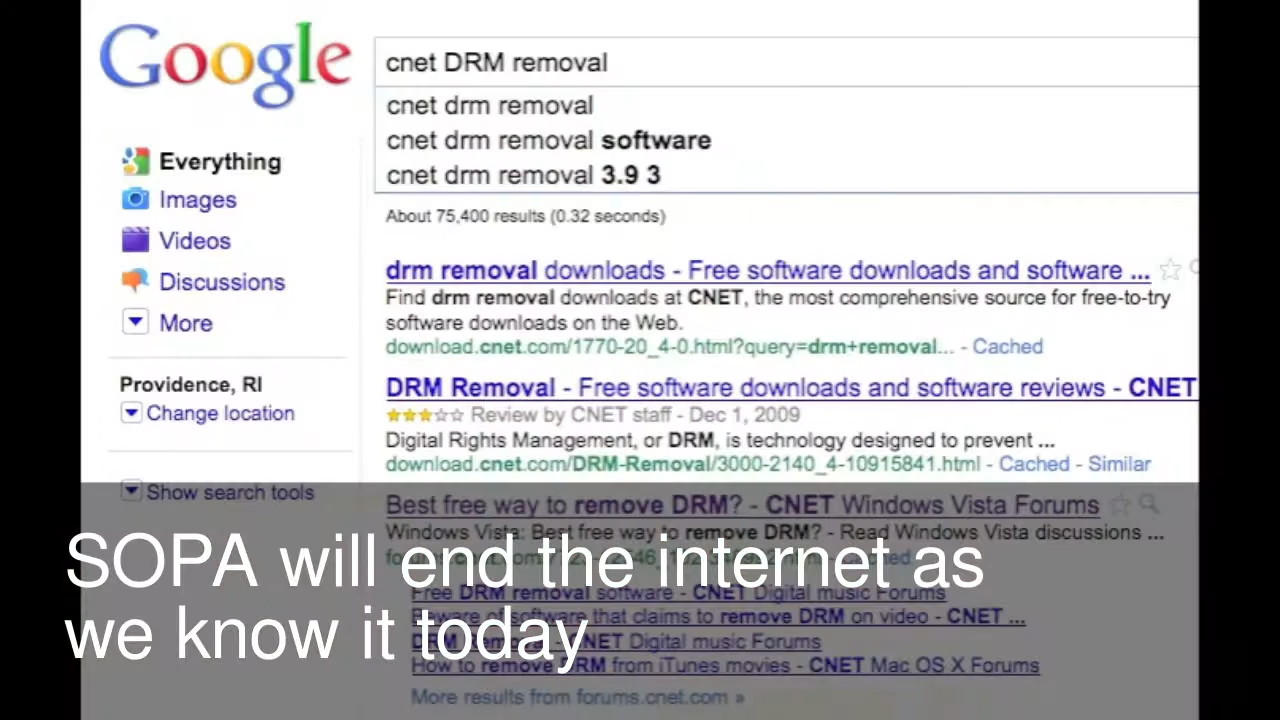 Google
cnet DRM removal
cnet drm removal
cnet drm removal software
cnet drm removal 3.9 3
Everything
Images
Videos
Discussions
More
Providence, RI
Change location
Show search tools
About 75,400 results (0.32 seconds)
drm removal downloads - Free software downloads and software ...
Find drm removal downloads at CNET, the most comprehensive source for free-to-try
software downloads on the Web.
download.cnet.com/1770-20_4-0.html?query=drm+removal... - Cached
DRM Removal - Free software downloads and software reviews - CNET
Review by CNET staff - Dec 1, 2009
Digital Rights Management, or DRM, is technology designed to prevent ...
download.cnet.com/DRM-Removal/3000-2140_4-10915841.html - Cached - Similar
Best free way to remove DRM? - CNET Windows Vista Forums
Windows Vista: Best free way to remove DRM? - Read Windows Vista discussions ...
Free DRM removal software - CNET Digital music Forums
Beware of software that claims to remove DRM on video - CNET ...
DRM Removal - CNET Digital music Forums
How to remove DRM from iTunes movies - CNET Mac OS X Forums
More results from forums.cnet.com »
SOPA will end the internet as
we know it today